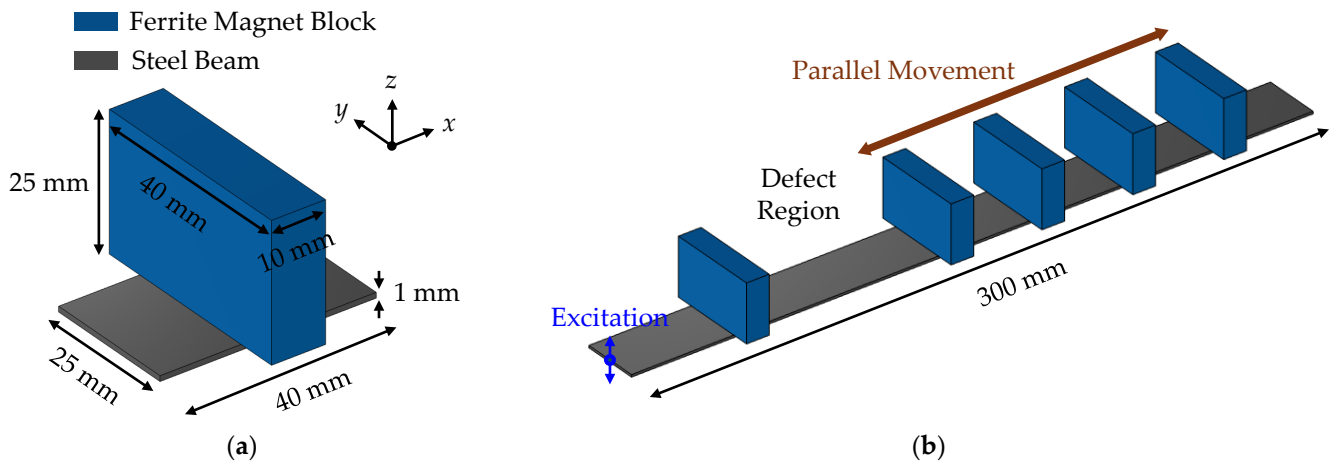 Ferrite Magnet Block
Steel Beam
z
y
x
25 mm
40 mm
10 mm
1 mm
25 mm
40 mm
(a)
Parallel Movement
Defect
Region
300 mm
Excitation
(b)